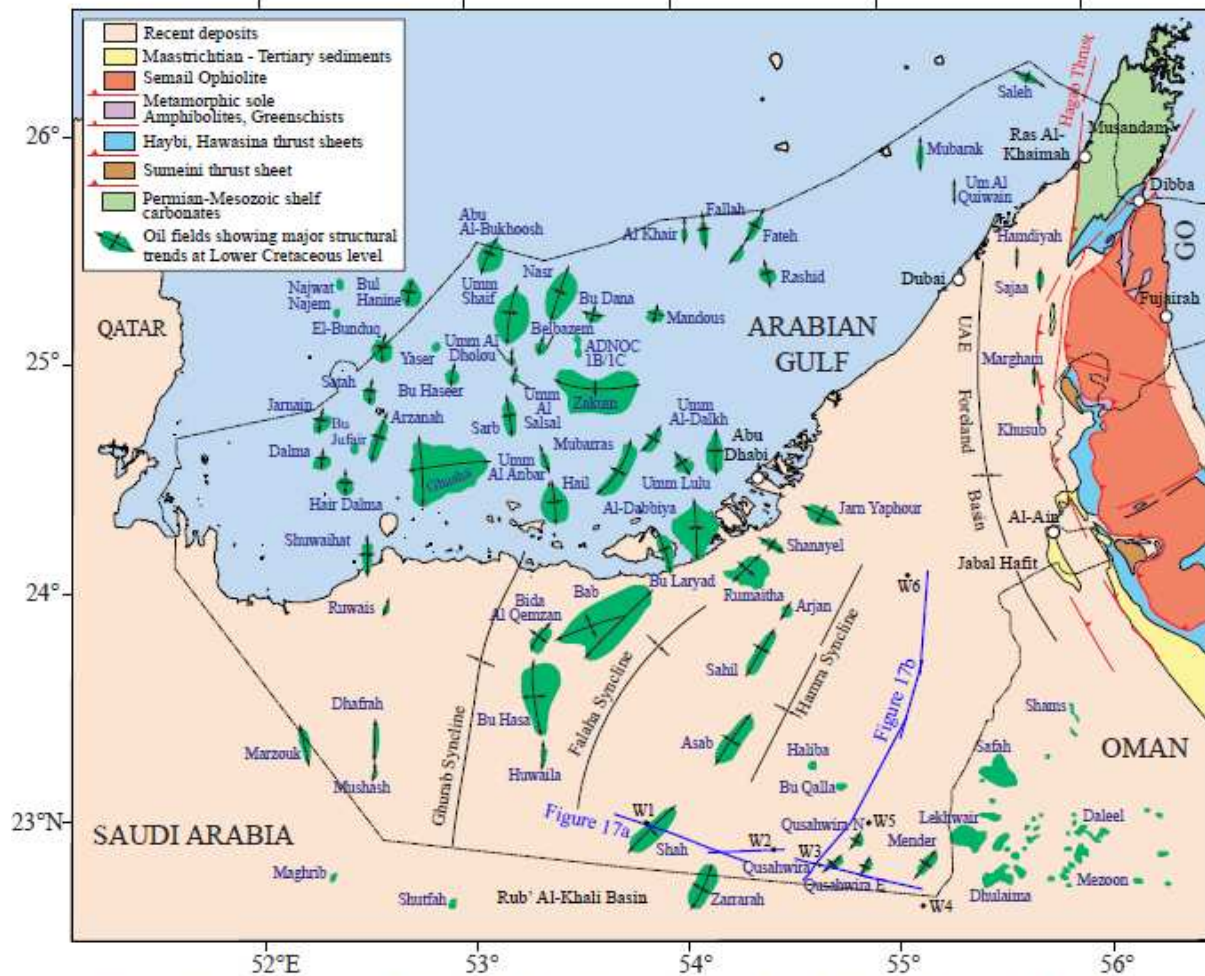 Recent deposits
Maastrichtian - Tertiary sediments
Semail Ophiolite
Metamorphic sole
Amphibolites, Greenschists
Haybi, Hawasina thrust sheets
Sumeini thrust sheet
Permian-Mesozoic shelf
carbonates
Oil fields showing major structural
trends at Lower Cretaceous level
26°
25°
24°
23°N
52°E
53°
54°
55°
56°
QATAR
ARABIAN
GULF
GO
SAUDI ARABIA
OMAN
Rub' Al-Khali Basin
Saleh
Hagab Thrust
Musandam
Ras Al-
Khaimah
Mubarak
Dibba
Um Al
Quiwain
Fallah
Al Khair
Fateh
Hamdiyah
Abu
Al-Bukhoosh
Rashid
Dubai
Sajaa
Fujairah
Nasr
Najwat
Najem
Bul
Hanine
Umm
Shaif
Bu Dana
Mandous
El-Bunduq
Belbazem
Yaser
Umm Al
Dholou
ADNOC
1B/1C
UAE
Foreland
Basin
Margham
Satah
Bu Haseer
Zakum
Khusub
Jarnain
Arzanah
Bu
Jufair
Sarb
Umm
Al
Salsal
Umm
Al-Dalkh
Mubarras
Abu
Dhabi
Dalma
Ghasha
Umm
Al Anbar
Hail
Umm Lulu
Hair Dalma
Al-Dabbiya
Jarn Yaphour
Al-Ain
Shuwaihat
Shanayel
Jabal Hafit
Bu Laryad
Rumaitha
W6
Ruwais
Bida
Al Qemzan
Bab
Arjan
Sahil
Hamra Syncline
Falaha Syncline
Ghurab Syncline
Figure 17b
Dhafrah
Bu Hasa
Shams
Marzouk
Asab
Haliba
Safah
Mushash
Huwaila
Bu Qalla
Figure 17a
W1
Shah
W2
Qusahwira N
W5
Lekhwair
Daleel
W3
Mender
Qusahwira
Qusahwira E
Maghrib
Shutfah
Zarrarah
W4
Dhulaima
Mezoon